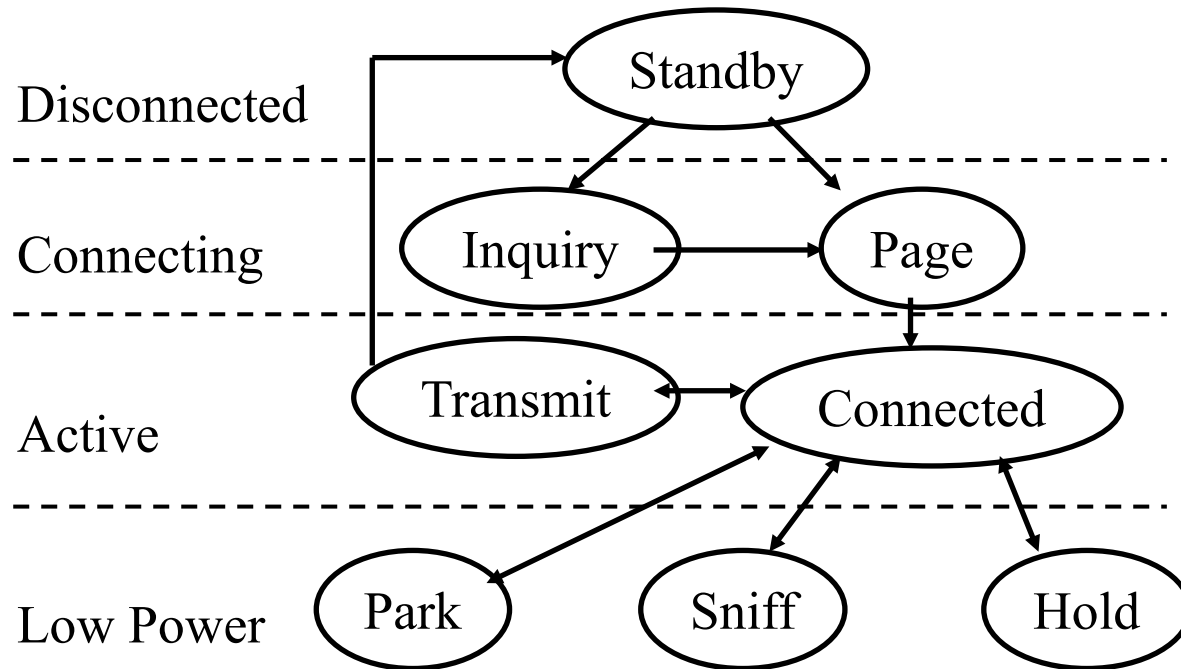 Standby
Disconnected
Inquiry
Page
Connecting
Transmit
Connected
Active
Park
Sniff
Hold
Low Power